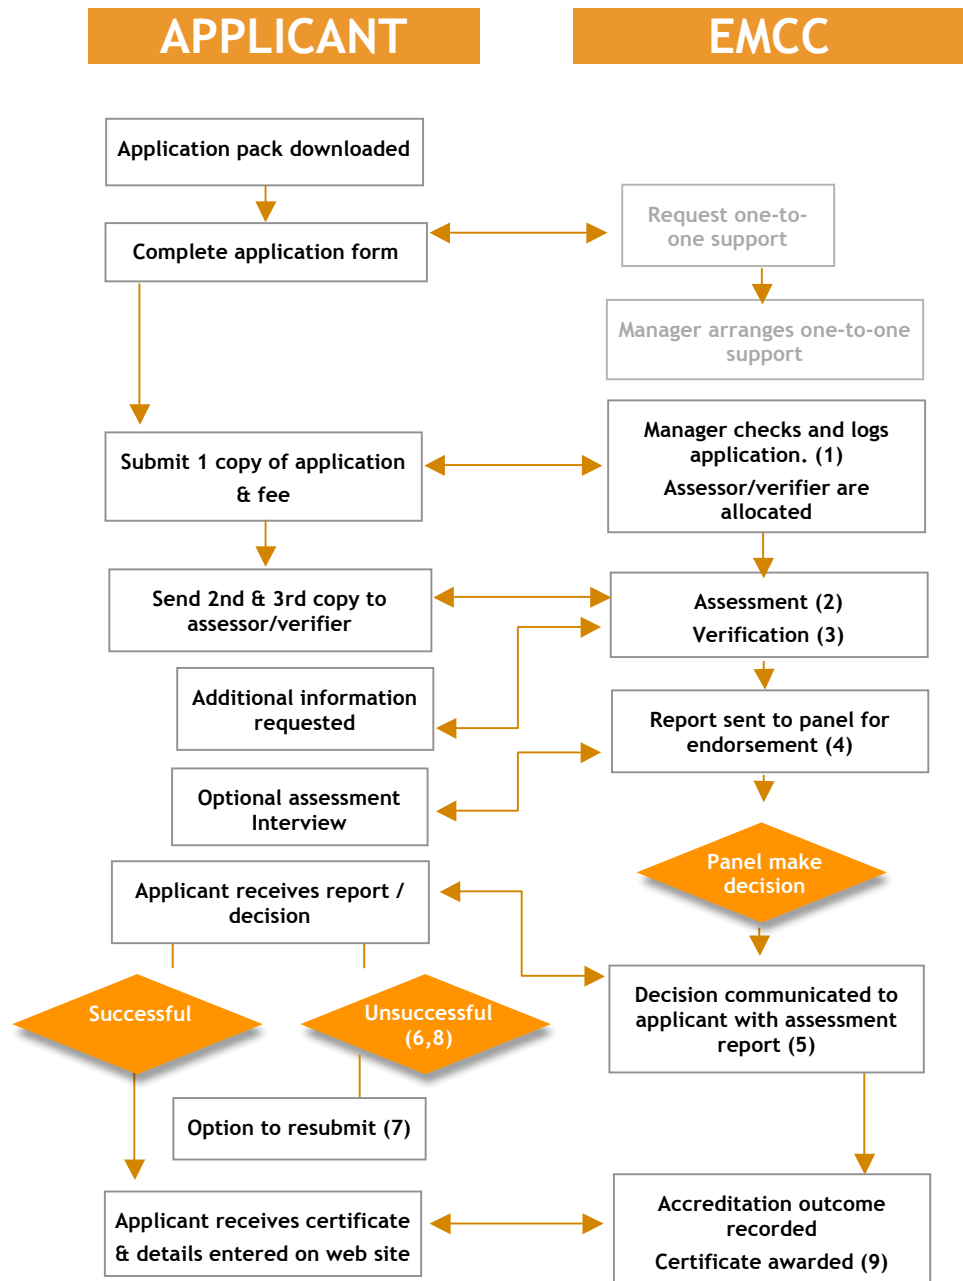 APPLICANT
EMCC
Application pack downloaded
Request one-to-
one support
Complete application form
Manager arranges one-to-one
support
Manager checks and logs
application. (1)
Assessor/verifier are
allocated
Submit 1 copy of application
& fee
Send 2nd & 3rd copy to
assessor/verifier
Assessment (2)
Verification (3)
Additional information
requested
Report sent to panel for
endorsement (4)
Optional assessment
Interview
Panel make
decision
Applicant receives report /
decision
Decision communicated to
applicant with assessment
report (5)
Successful
Unsuccessful
(6,8)
Option to resubmit (7)
Applicant receives certificate
& details entered on web site
Accreditation outcome
recorded
Certificate awarded (9)